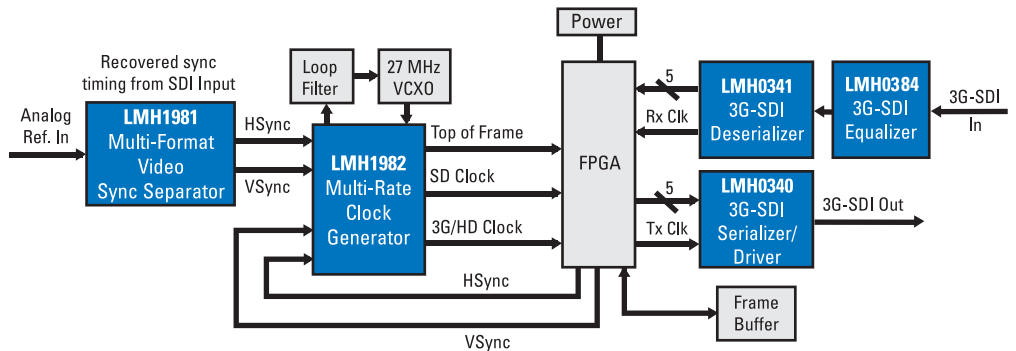 Power
Recovered sync
timing from SDI Input
Loop
Filter
27 MHz
VCXO
Analog
Ref. In
LMH1981
Multi-Format
Video
Sync Separator
HSync
VSync
LMH1982
Multi-Rate
Clock
Generator
Top of Frame
SD Clock
3G/HD Clock
FPGA
5
Rx Clk
LMH0341
3G-SDI
Deserializer
LMH0384
3G-SDI
Equalizer
3G-SDI
In
5
Tx Clk
LMH0340
3G-SDI
Serializer/
Driver
3G-SDI Out
HSync
VSync
Frame
Buffer